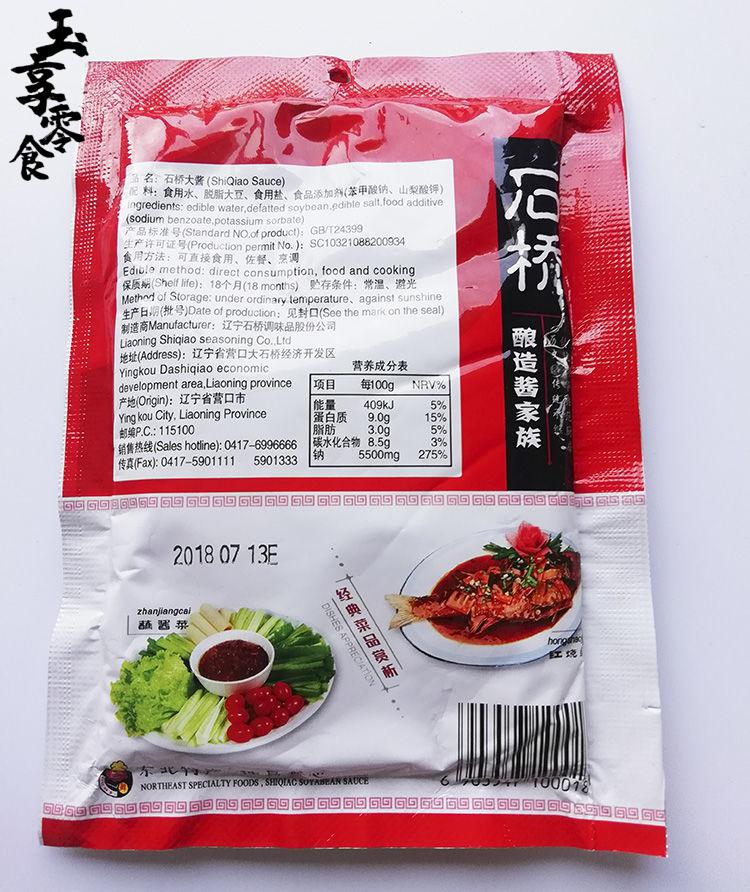 玉享零食
品名：石桥大酱(ShiQiao Sauce)
配料：食用水、脱脂大豆、食用盐、食品添加剂(苯甲酸钠、山梨酸钾)
Ingredients: edible water,defatted soybean,edible salt,food additive
(sodium benzoate,potassium sorbate)
产品标准号(Standard NO.of product)：GB/T24399
生产许可证号(Production permit No.)：SC10321088200934
食用方法：可直接食用、佐餐、烹调
Edible method: direct consumption, food and cooking
保质期(Shelf life)：18个月(18 months) 贮存条件：常温、避光
Method of Storage: under ordinary temperature, against sunshine
生产日期(批号)Date of production：见封口(See the mark on the seal)
制造商Manufacturer：辽宁石桥调味品股份公司
Liaoning Shiqiao seasoning Co.,Ltd
地址(Address)：辽宁省营口大石桥经济开发区
Yingkou Dashiqiao economic
development area,Liaoning province
产地(Origin)：辽宁省营口市
Ying kou City, Liaoning Province
邮编P.C.: 115100
销售热线(Sales hotline): 0417-6996666
传真(Fax): 0417-5901111 5901333
营养成分表
项目 每100g NRV%
能量 409kJ 5%
蛋白质 9.0g 15%
脂肪 3.0g 5%
碳水化合物 8.5g 3%
钠 5500mg 275%
石桥
酿造酱家族
2018 07 13E
zhanjiangcai
蘸酱菜
经典菜品赏析
DISHES APPRECIATION
红烧
NORTHEAST SPECIALTY FOODS , SHIQIAO SOYABEAN SAUCE